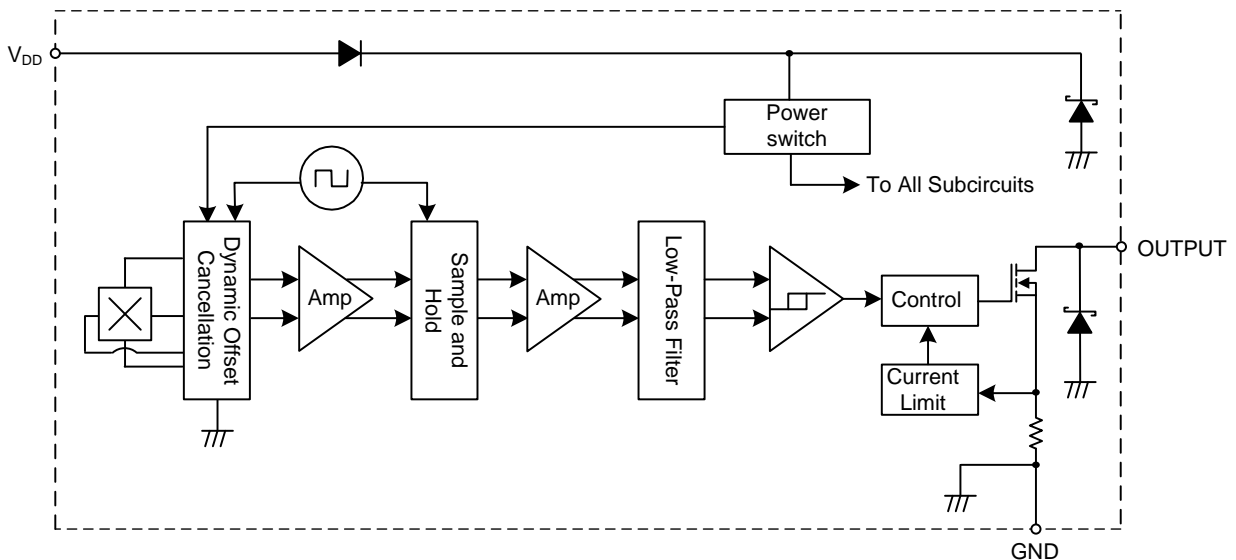 V_DD
Power
switch
To All Subcircuits
Dynamic Offset
Cancellation
Amp
Sample and
Hold
Amp
Low-Pass Filter
Control
OUTPUT
Current
Limit
GND